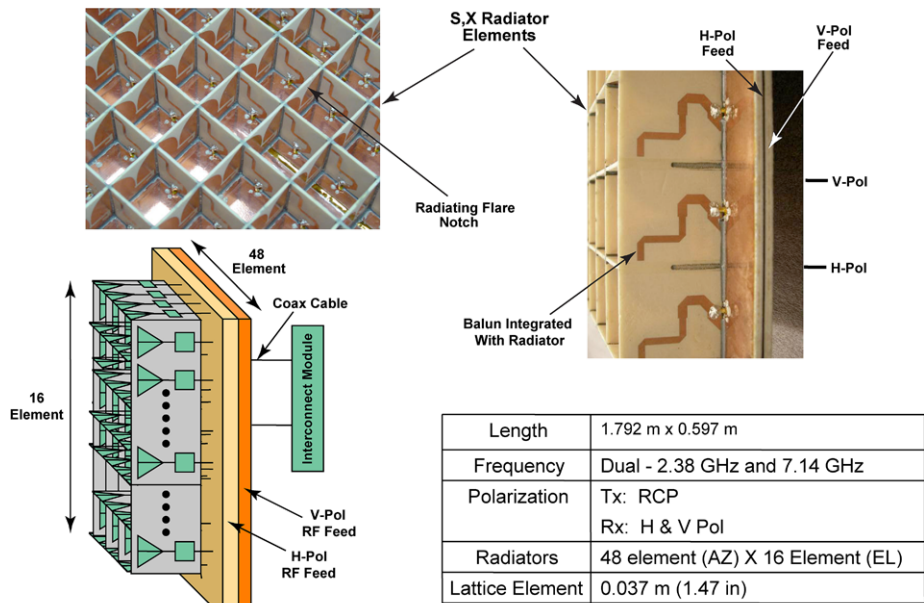 S,X Radiator
Elements
H-Pol
Feed
V-Pol
Feed
Radiating Flare
Notch
V-Pol
H-Pol
Balun Integrated
With Radiator
48
Element
Coax Cable
16
Element
Interconnect Module
V-Pol
RF Feed
H-Pol
RF Feed
Length 1.792 m x 0.597 m
Frequency Dual - 2.38 GHz and 7.14 GHz
Polarization Tx: RCP
Rx: H & V Pol
Radiators 48 element (AZ) X 16 Element (EL)
Lattice Element 0.037 m (1.47 in)